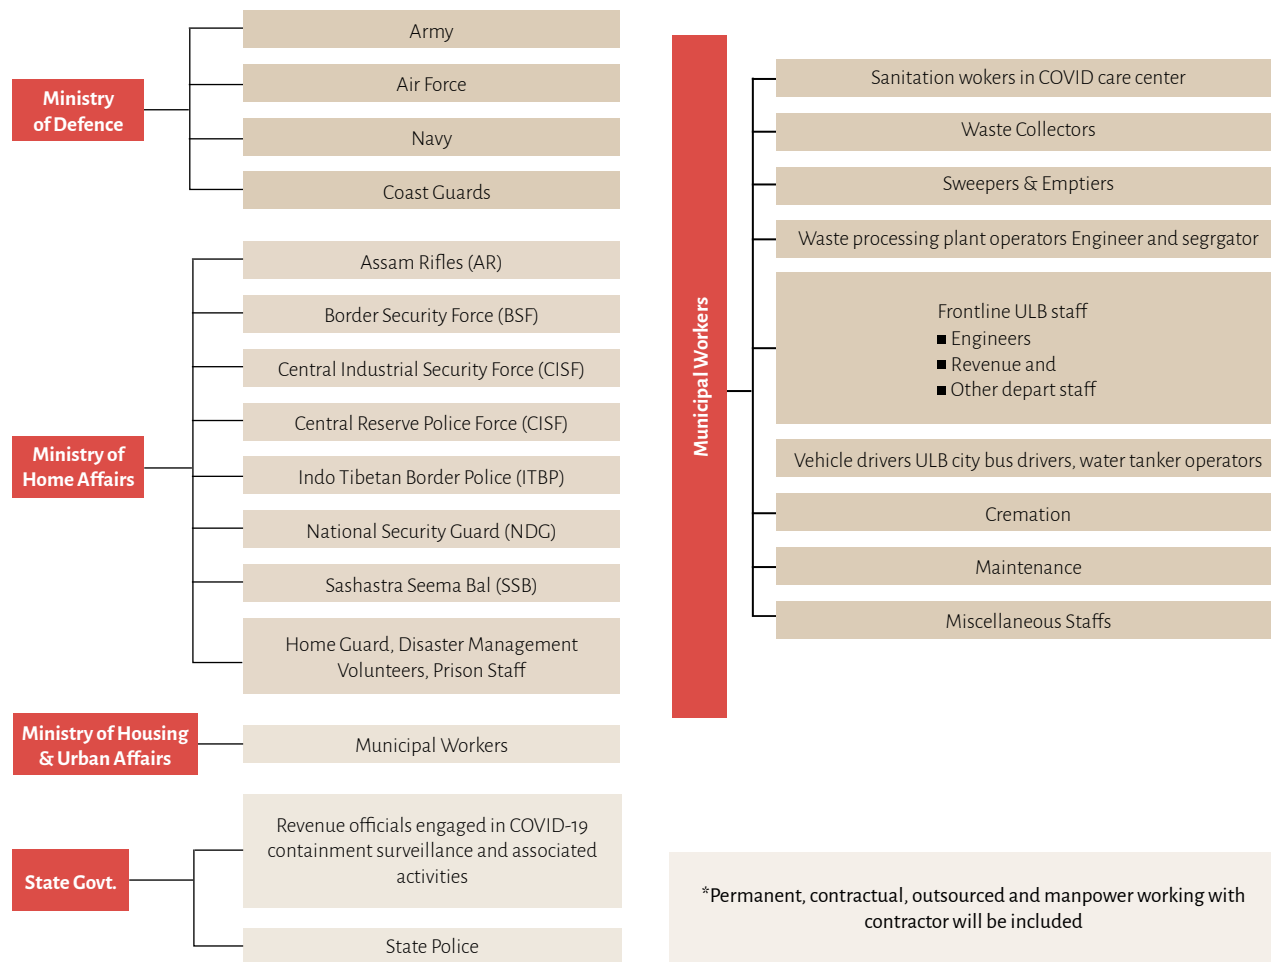 Ministry
of Defence
Army
Air Force
Navy
Coast Guards
Ministry of
Home Affairs
Assam Rifles (AR)
Border Security Force (BSF)
Central Industrial Security Force (CISF)
Central Reserve Police Force (CISF)
Indo Tibetan Border Police (ITBP)
National Security Guard (NDG)
Sashastra Seema Bal (SSB)
Home Guard, Disaster Management
Volunteers, Prison Staff
Ministry of Housing
& Urban Affairs
Municipal Workers
State Govt.
Revenue officials engaged in COVID-19
containment surveillance and associated
activities
State Police
Municipal Workers
Sanitation wokers in COVID care center
Waste Collectors
Sweepers & Emptiers
Waste processing plant operators Engineer and segrgator
Frontline ULB staff
■ Engineers
■ Revenue and
■ Other depart staff
Vehicle drivers ULB city bus drivers, water tanker operators
Cremation
Maintenance
Miscellaneous Staffs
*Permanent, contractual, outsourced and manpower working with
contractor will be included